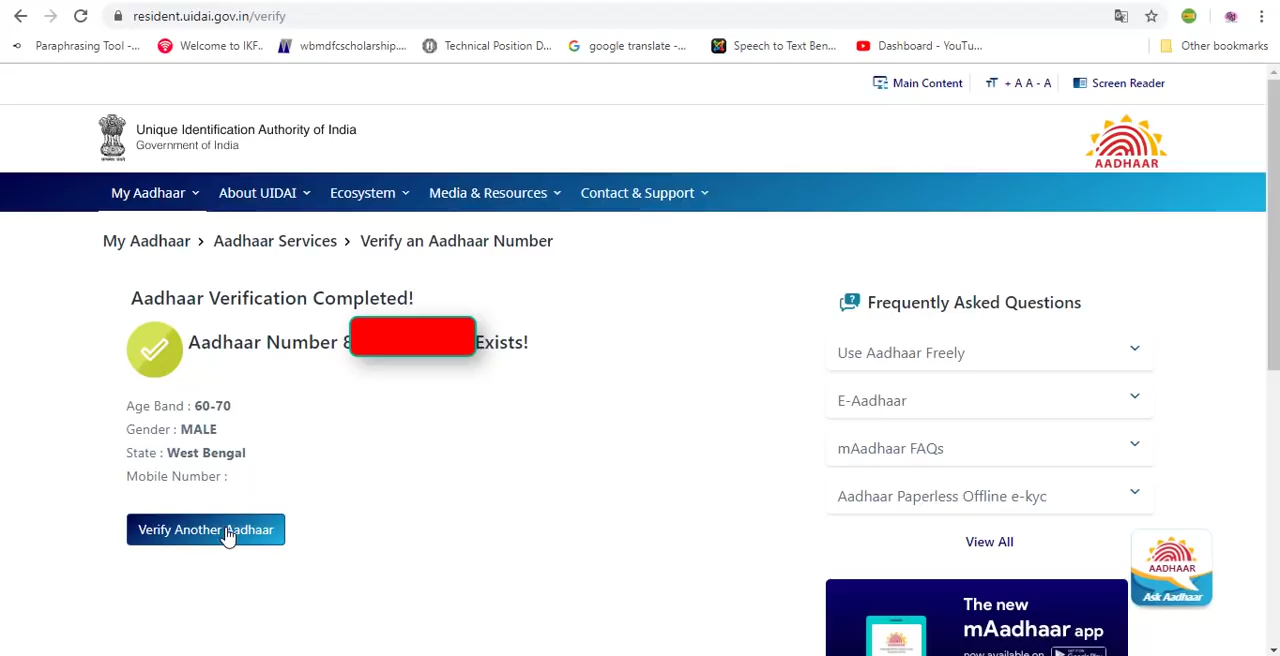 resident.uidai.gov.in/verify
Paraphrasing Tool -... Welcome to IKF.. wbmdfcscholarship.... Technical Position D... google translate -... Speech to Text Ben... Dashboard - YouTu... Other bookmarks
Main Content TT + A A - A Screen Reader
Unique Identification Authority of India
Government of India
AADHAAR
My Aadhaar About UIDAI Ecosystem Media & Resources Contact & Support
My Aadhaar > Aadhaar Services > Verify an Aadhaar Number
Aadhaar Verification Completed!
Aadhaar Number 8 Exists!
Age Band : 60-70
Gender : MALE
State : West Bengal
Mobile Number :
Verify Another Aadhaar
Frequently Asked Questions
Use Aadhaar Freely
E-Aadhaar
mAadhaar FAQs
Aadhaar Paperless Offline e-kyc
View All
AADHAAR
Ask Aadhaar
The new
mAadhaar app
now available on